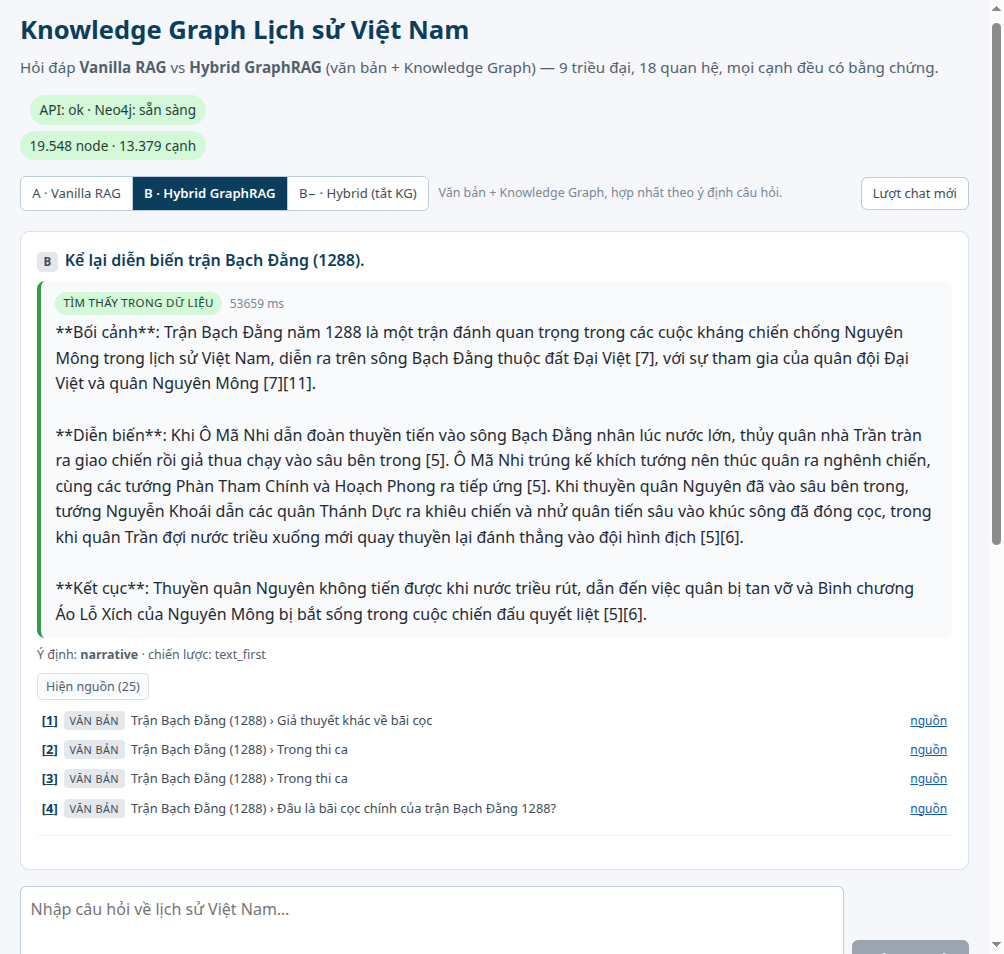 Knowledge Graph Lịch sử Việt Nam
Hỏi đáp Vanilla RAG vs Hybrid GraphRAG (văn bản + Knowledge Graph) — 9 triều đại, 18 quan hệ, mọi cạnh đều có bằng chứng.
API: ok · Neo4j: sẵn sàng
19.548 node · 13.379 cạnh
A · Vanilla RAG B · Hybrid GraphRAG B− · Hybrid (tắt KG) Văn bản + Knowledge Graph, hợp nhất theo ý định câu hỏi. Lượt chat mới
B Kể lại diễn biến trận Bạch Đằng (1288).
TÌM THẤY TRONG DỮ LIỆU 53659 ms
**Bối cảnh**: Trận Bạch Đằng năm 1288 là một trận đánh quan trọng trong các cuộc kháng chiến chống Nguyên
Mông trong lịch sử Việt Nam, diễn ra trên sông Bạch Đằng thuộc đất Đại Việt [7], với sự tham gia của quân đội Đại
Việt và quân Nguyên Mông [7][11].
**Diễn biến**: Khi Ô Mã Nhi dẫn đoàn thuyền tiến vào sông Bạch Đằng nhân lúc nước lớn, thủy quân nhà Trần tràn
ra giao chiến rồi giả thua chạy vào sâu bên trong [5]. Ô Mã Nhi trúng kế khích tướng nên thúc quân ra nghênh chiến,
cùng các tướng Phàn Tham Chính và Hoạch Phong ra tiếp ứng [5]. Khi thuyền quân Nguyên đã vào sâu bên trong,
tướng Nguyễn Khoái dẫn các quân Thánh Dực ra khiêu chiến và nhử quân tiến sâu vào khúc sông đã đóng cọc, trong
khi quân Trần đợi nước triều xuống mới quay thuyền lại đánh thẳng vào đội hình địch [5][6].
**Kết cục**: Thuyền quân Nguyên không tiến được khi nước triều rút, dẫn đến việc quân bị tan vỡ và Bình chương
Áo Lỗ Xích của Nguyên Mông bị bắt sống trong cuộc chiến đấu quyết liệt [5][6].
Ý định: narrative · chiến lược: text_first
Hiện nguồn (25)
[1] VĂN BẢN Trận Bạch Đằng (1288) › Giả thuyết khác về bãi cọc nguồn
[2] VĂN BẢN Trận Bạch Đằng (1288) › Trong thi ca nguồn
[3] VĂN BẢN Trận Bạch Đằng (1288) › Trong thi ca nguồn
[4] VĂN BẢN Trận Bạch Đằng (1288) › Đâu là bãi cọc chính của trận Bạch Đằng 1288? nguồn
Nhập câu hỏi về lịch sử Việt Nam...